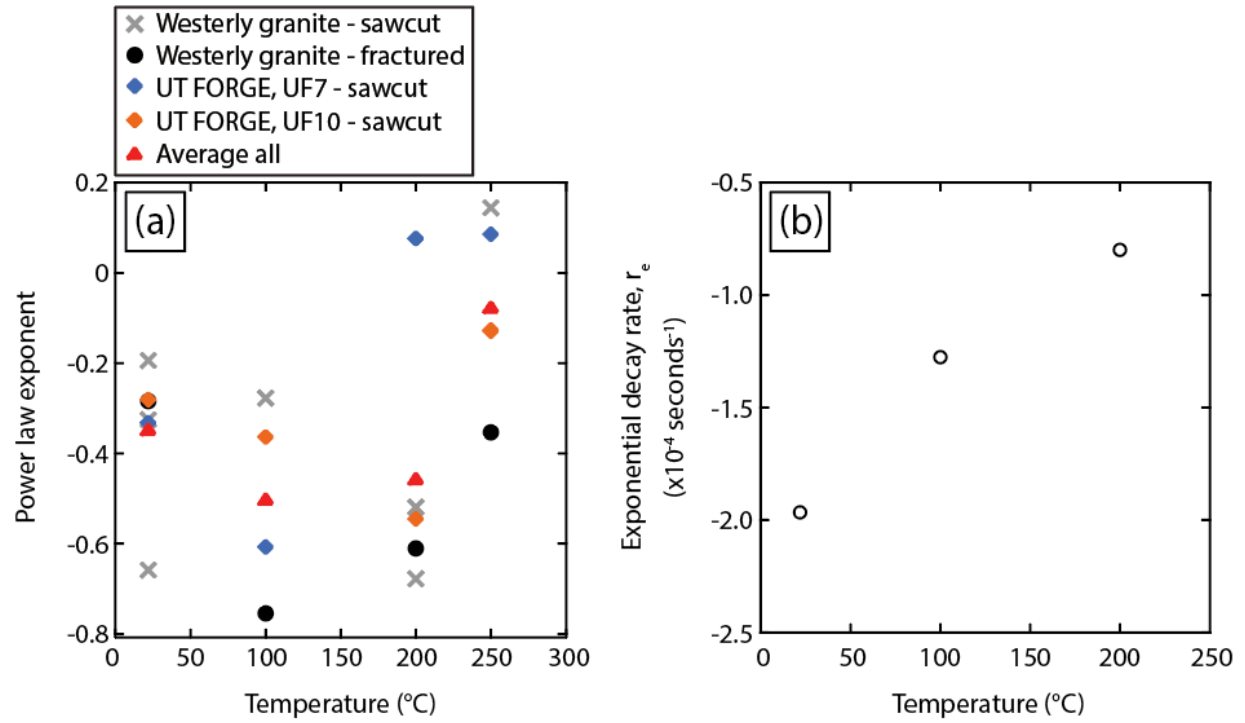 Westerly granite - sawcut
Westerly granite - fractured
UT FORGE, UF7 - sawcut
UT FORGE, UF10 - sawcut
Average all
(a)
0.2
0
-0.2
-0.4
-0.6
-0.8
Power law exponent
0 50 100 150 200 250 300
Temperature (°C)
(b)
-0.5
-1.0
-1.5
-2.0
-2.5
Exponential decay rate, rₑ
(x10⁻⁴ seconds⁻¹)
0 50 100 150 200 250
Temperature (°C)